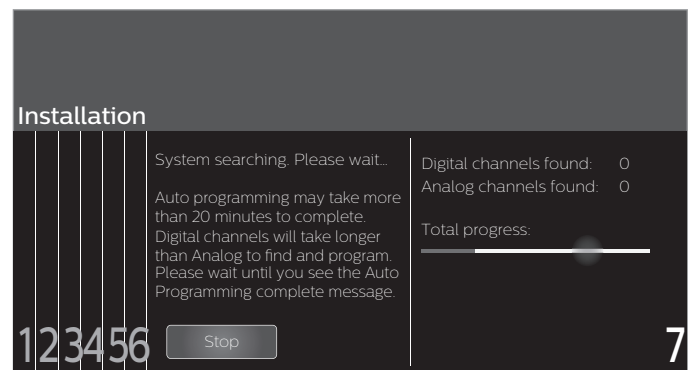 Installation
System searching. Please wait...
Auto programming may take more
than 20 minutes to complete.
Digital channels will take longer
than Analog to find and program.
Please wait until you see the Auto
Programming complete message.
Stop
Digital channels found: 0
Analog channels found: 0
Total progress:
123456
7